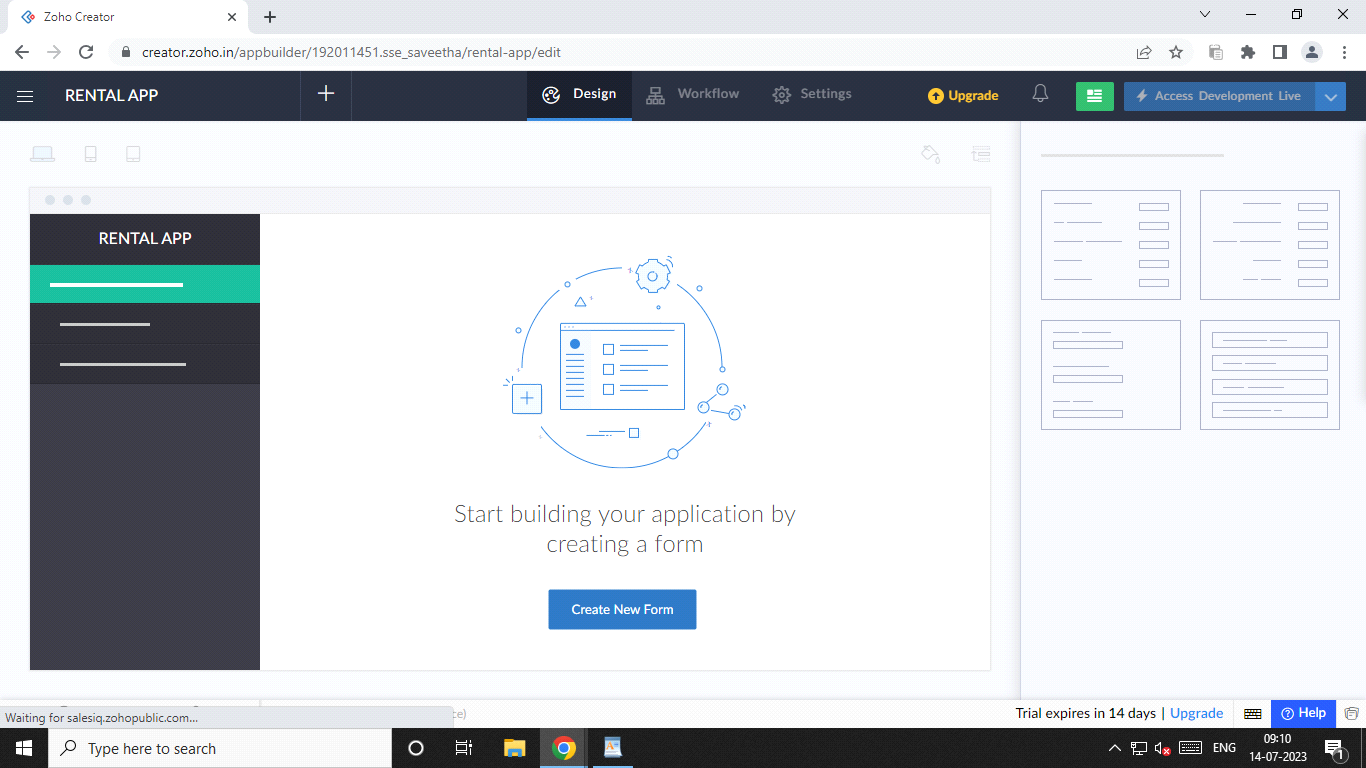 Zoho Creator
creator.zoho.in/appbuilder/192011451.sse_saveetha/rental-app/edit
RENTAL APP
Design
Workflow
Settings
Upgrade
Access Development Live
RENTAL APP
Start building your application by
creating a form
Create New Form
Waiting for salesiq.zohopublic.com...
Trial expires in 14 days | Upgrade
Help
Type here to search
ENG
09:10
14-07-2023
1